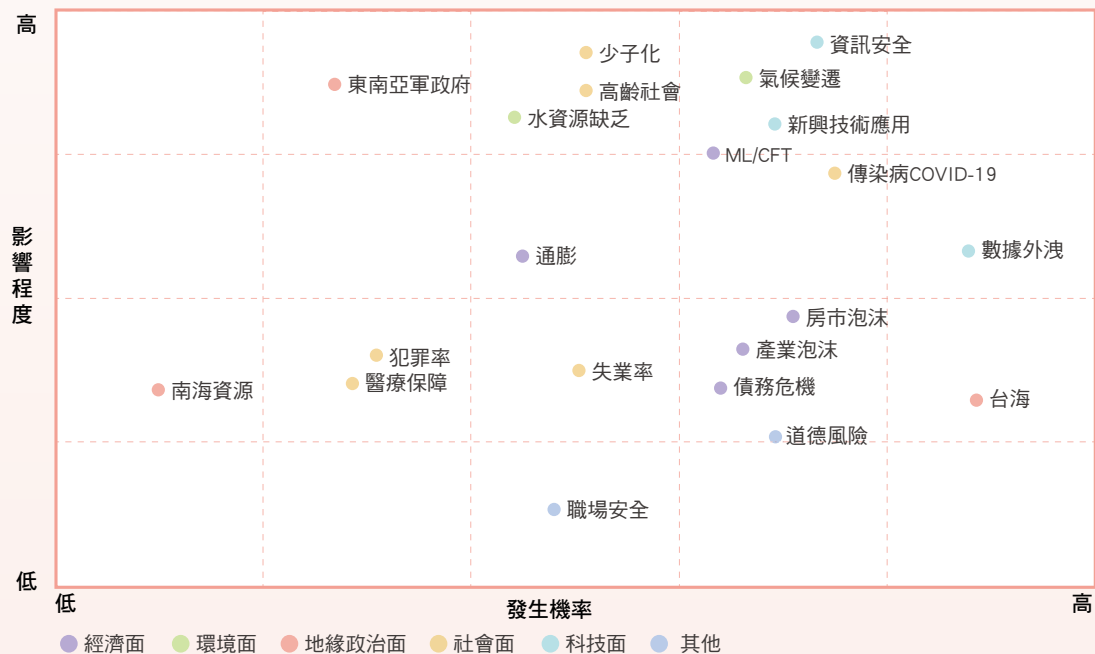 高
資訊安全
少子化
氣候變遷
東南亞軍政府
高齡社會
水資源缺乏
新興技術應用
ML/CFT
傳染病COVID-19
影響程度
數據外洩
通膨
房市泡沫
產業泡沫
犯罪率
醫療保障
失業率
債務危機
南海資源
台海
道德風險
職場安全
低
低
發生機率
高
經濟面
環境面
地緣政治面
社會面
科技面
其他